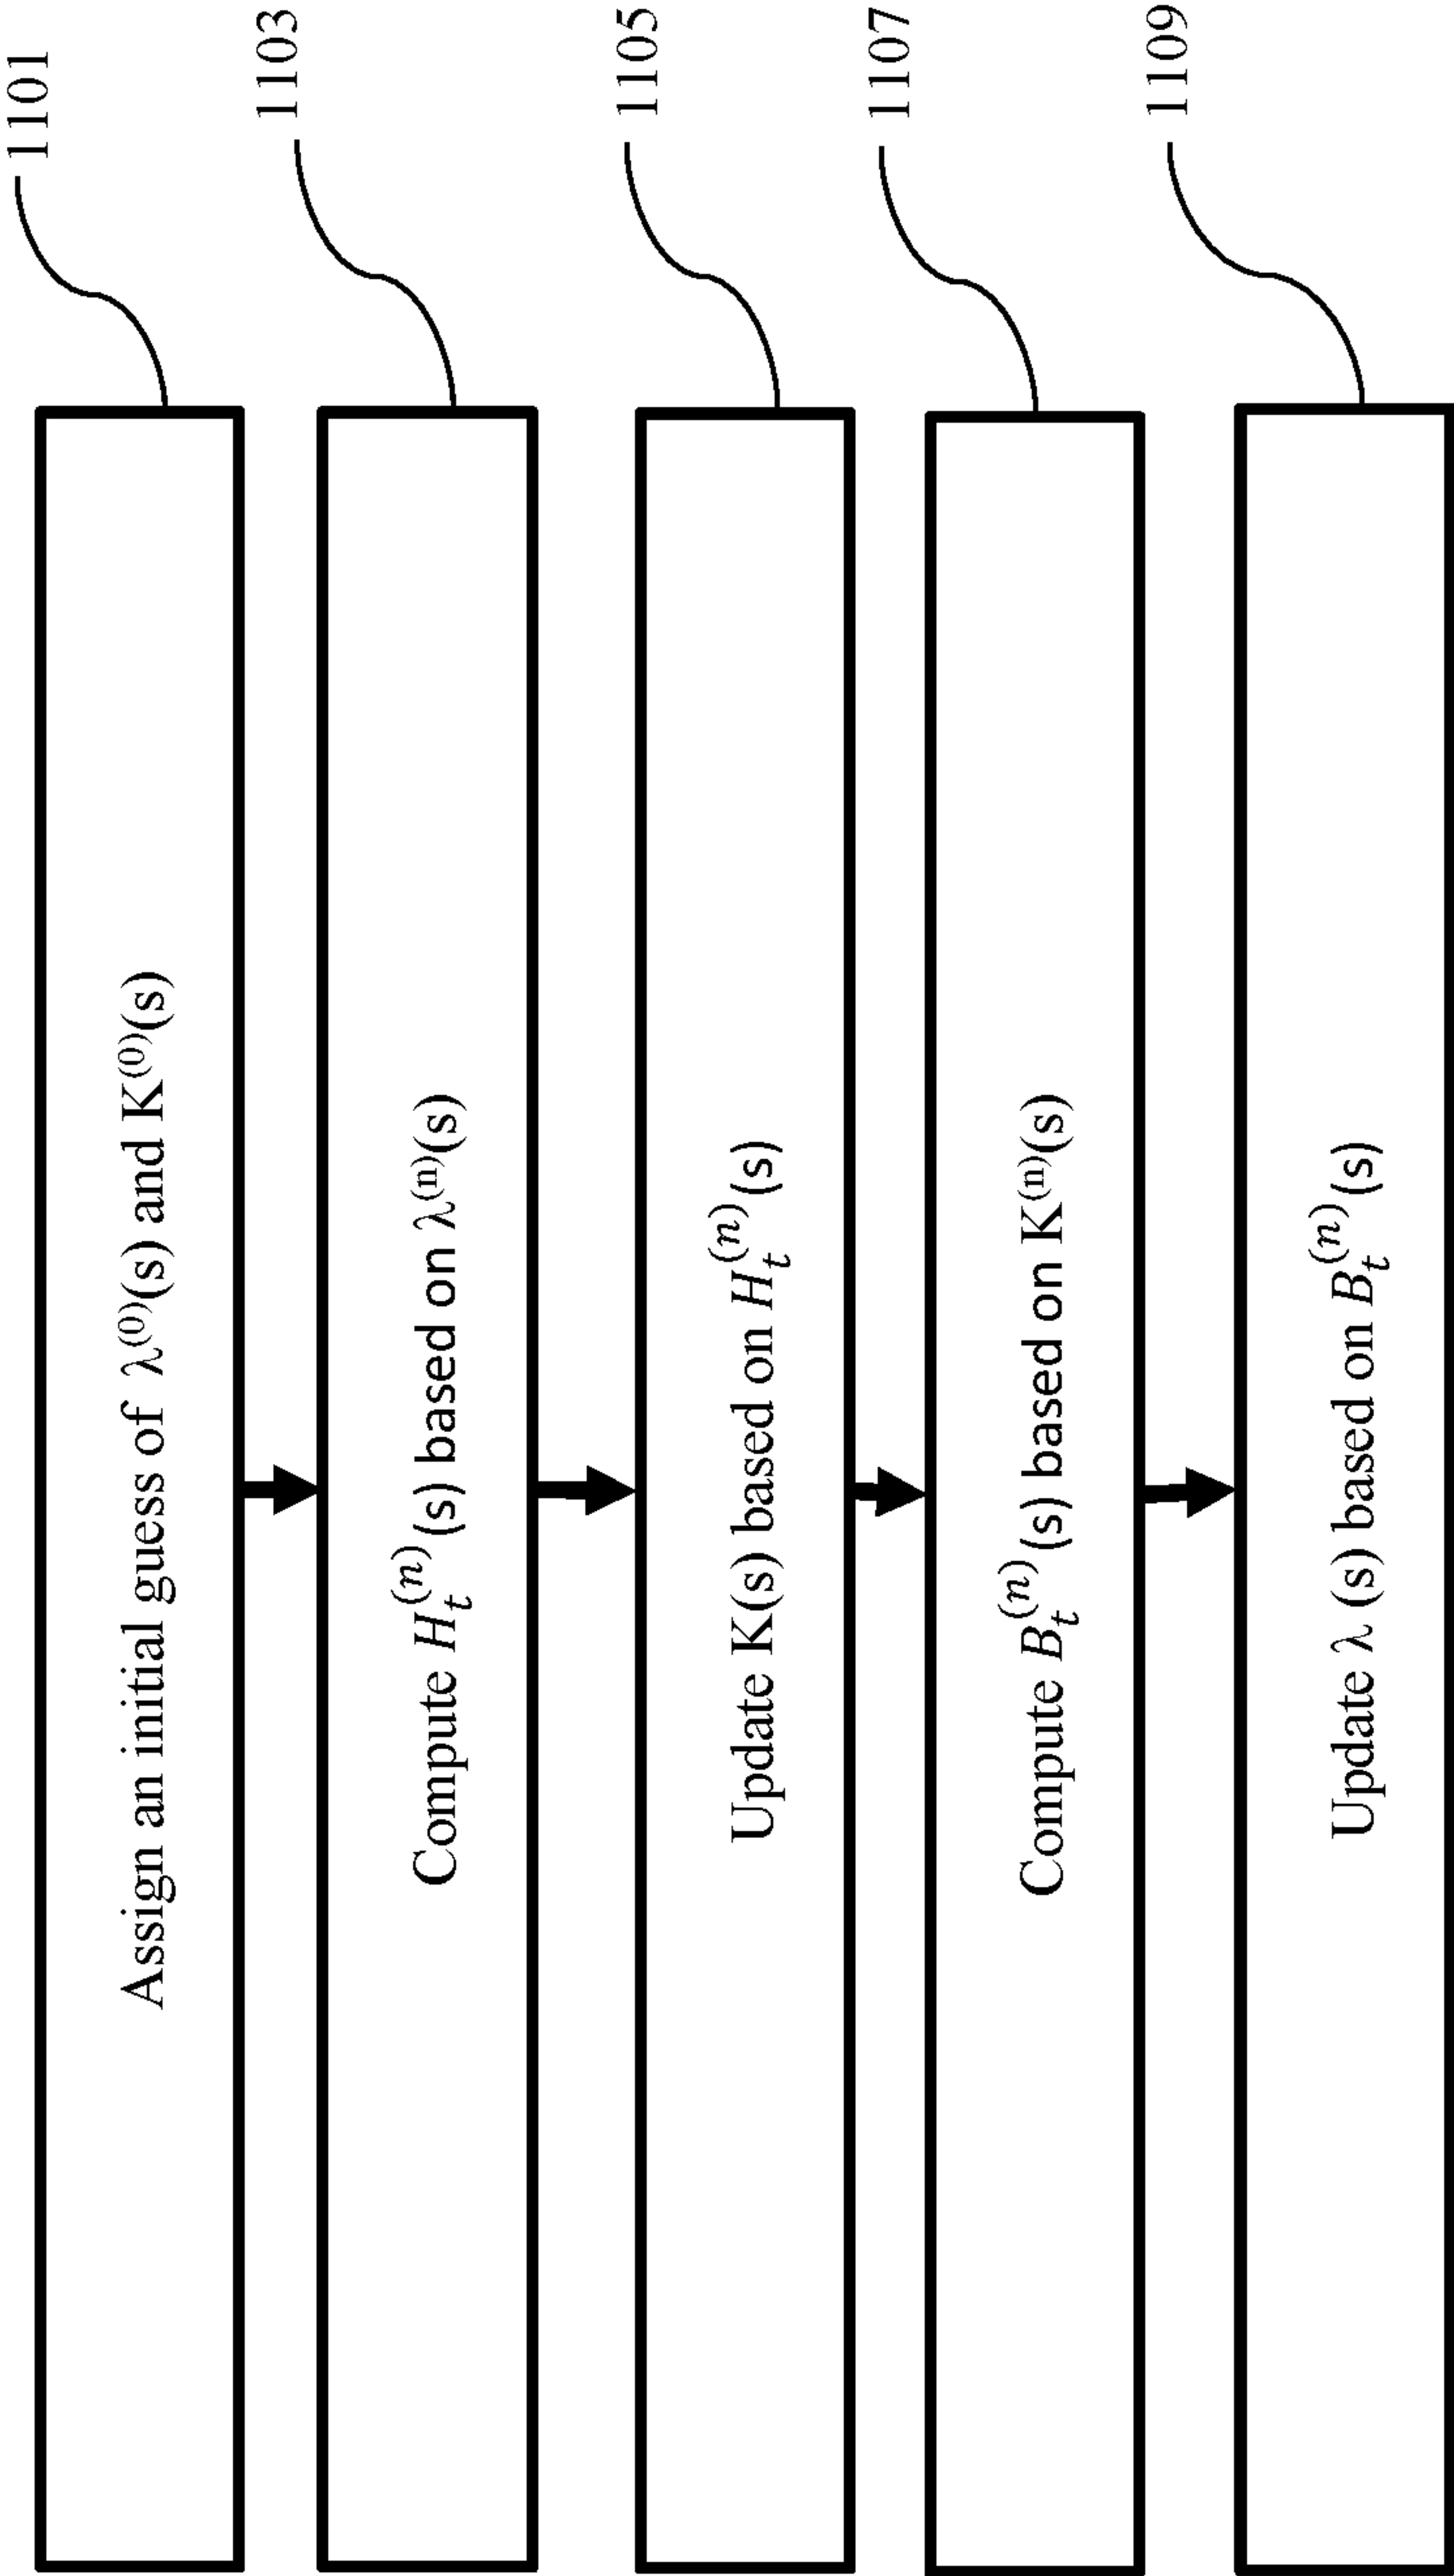 Assign an initial guess of λ⁽⁰⁾(s) and K⁽⁰⁾(s)
1101
Compute H_t^{(n)}(s) based on λ⁽ⁿ⁾(s)
1103
Update K(s) based on H_t^{(n)}(s)
1105
Compute B_t^{(n)}(s) based on K⁽ⁿ⁾(s)
1107
Update λ (s) based on B_t^{(n)}(s)
1109